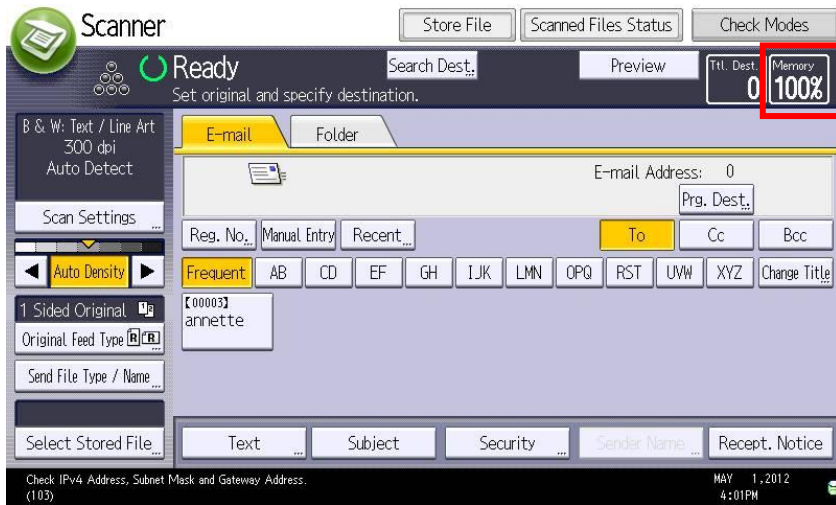 Scanner
Store File
Scanned Files Status
Check Modes
Ready
Search Dest.
Preview
Ttl. Dest.
0
Memory
100%
Set original and specify destination.
B & W: Text / Line Art
300 dpi
Auto Detect
Scan Settings
Auto Density
1 Sided Original
Original Feed Type
Send File Type / Name
Select Stored File
E-mail
Folder
E-mail Address: 0
Prg. Dest.
Reg. No.
Manual Entry
Recent
To
Cc
Bcc
Frequent
AB
CD
EF
GH
IJK
LMN
OPQ
RST
UVW
XYZ
Change Title
【00003】
annette
Text
Subject
Security
Sender Name
Recept. Notice
Check IPv4 Address, Subnet Mask and Gateway Address.
(103)
MAY 1,2012
4:01PM